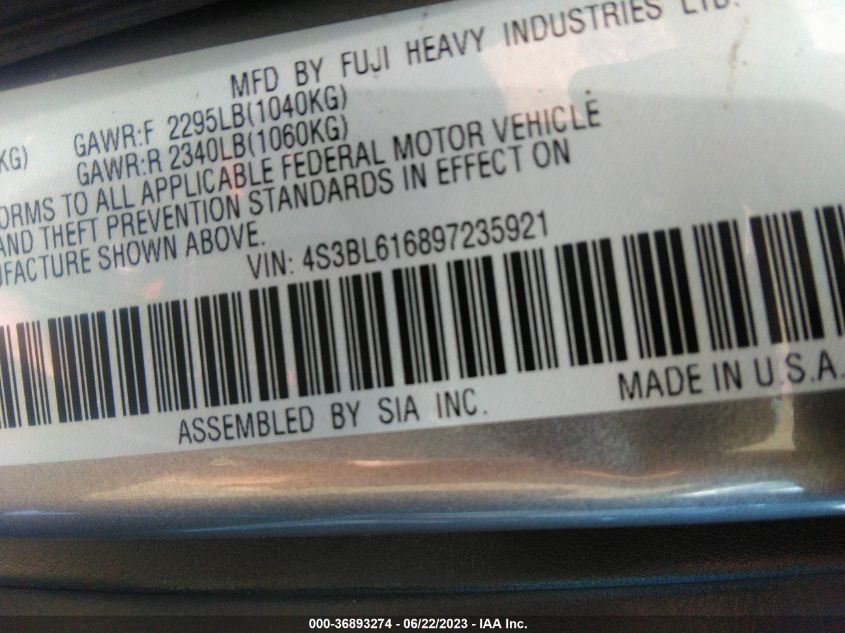 MFD BY FUJI HEAVY INDUSTRIES LTD.
KG) GAWR:F 2295LB(1040KG)
GAWR:R 2340LB(1060KG)
ORMS TO ALL APPLICABLE FEDERAL MOTOR VEHICLE
AND THEFT PREVENTION STANDARDS IN EFFECT ON
UFACTURE SHOWN ABOVE.
VIN: 4S3BL616897235921
ASSEMBLED BY SIA INC. MADE IN U.S.A.
000-36893274 - 06/22/2023 - IAA Inc.